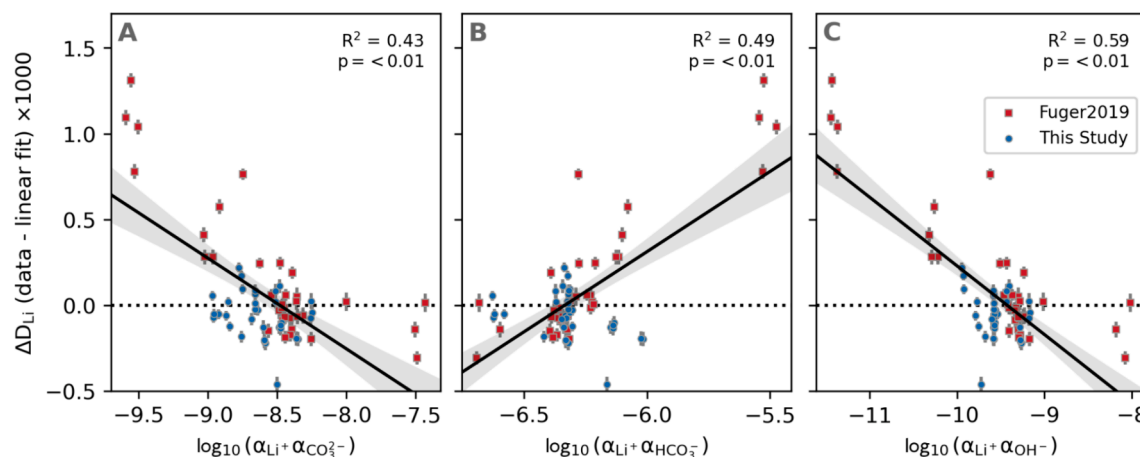 A
R² = 0.43
p = <0.01
B
R² = 0.49
p = <0.01
C
R² = 0.59
p = <0.01
Fuger2019
This Study
ΔD_Li (data - linear fit) ×1000
1.5
1.0
0.5
0.0
−0.5
−9.5 −9.0 −8.5 −8.0 −7.5
−6.5 −6.0 −5.5
−11 −10 −9 −8
log₁₀ (α_Li⁺ α_CO₃²⁻)
log₁₀ (α_Li⁺ α_HCO₃⁻)
log₁₀ (α_Li⁺ α_OH⁻)